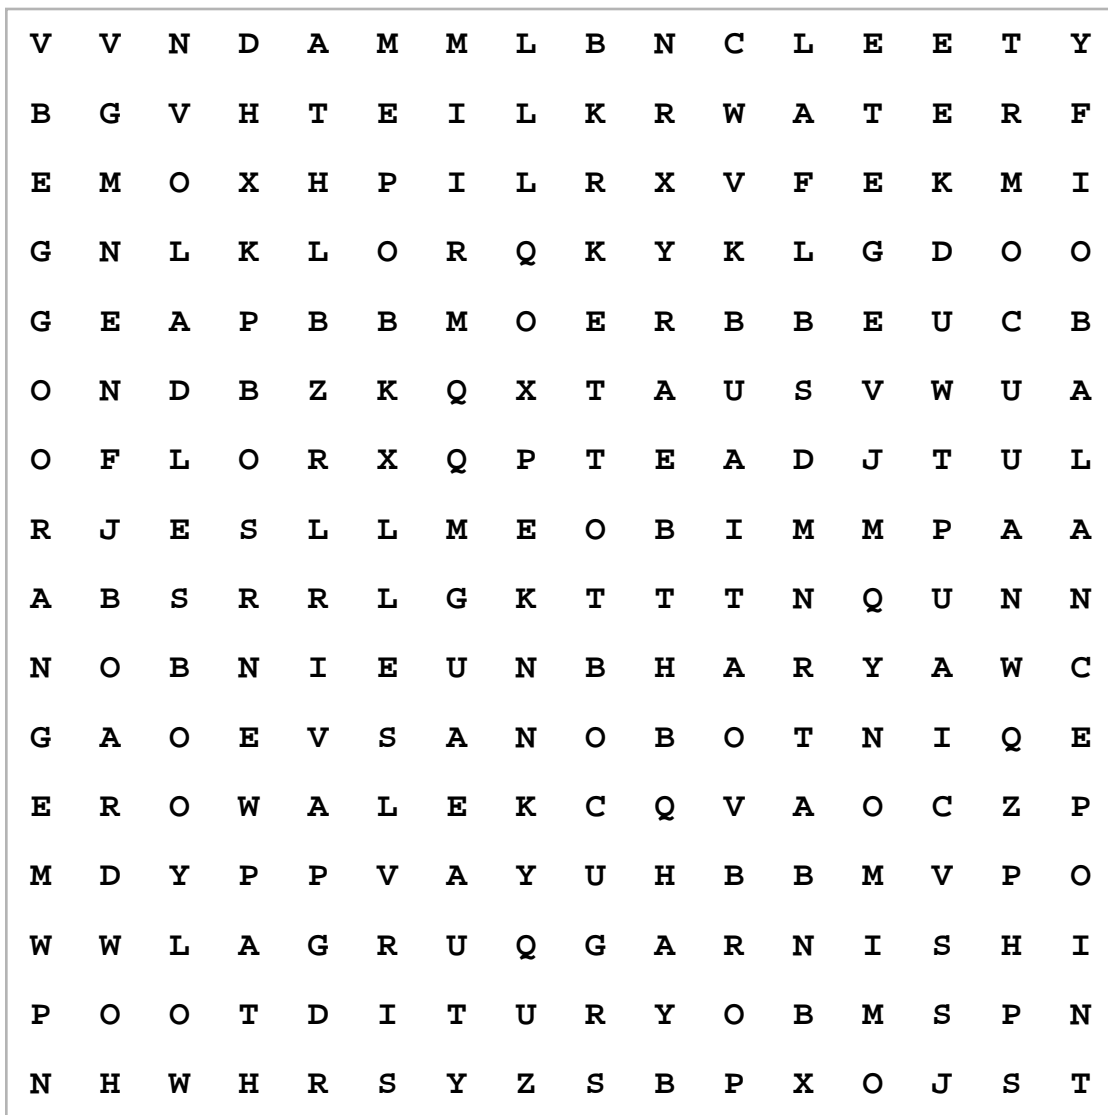 V V N D A M M L B N C L E E T Y
B G V H T E I L K R W A T E R F
E M O X H P I L R X V F E K M I
G N L K L O R Q K Y K L G D O O
G E A P B B M O E R B B E U C B
O N D B Z K Q X T A U S V W U A
O F L O R X Q P T E A D J T U L
R J E S L L M E O B I M M P A A
A B S R R L G K T T T N Q U N N
N O B N I E U N B H A R Y A W C
G A O E V S A N O B O T N I Q E
E R O W A L E K C Q V A O C Z P
M D Y P P V A Y U H B B M V P O
W W L A G R U Q G A R N I S H I
P O O T D I T U R Y O B M S P N
N H W H R S Y Z S B P X O J S T